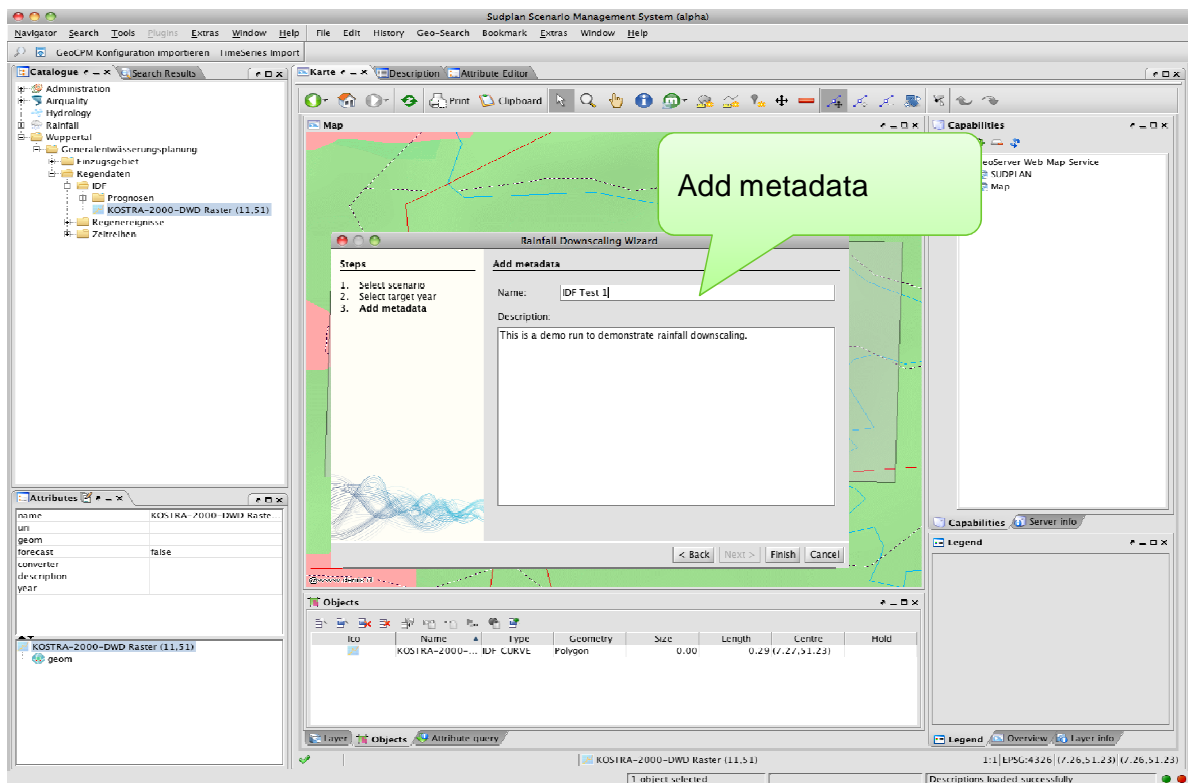 Sudplan Scenario Management System (alpha)
Navigator Search Tools Plugins Extras Window Help File Edit History Geo-Search Bookmark Extras Window Help
GeoCPM Konfiguration importieren TimeSeries Import
Catalogue Search Results
Administration
Airquality
Hydrology
Rainfall
Wuppertal
Generalentwässerungsplanung
Einzugsgebiet
Regendaten
IDF
Prognosen
KOSTRA-2000-DWD Raster (11,51)
Regenereignisse
Zeitreihen
Karte Description Attribute Editor
Print Clipboard
Map
Add metadata
Rainfall Downscaling Wizard
Steps
1. Select scenario
2. Select target year
3. Add metadata
Add metadata
Name: IDF Test 1
Description:
This is a demo run to demonstrate rainfall downscaling.
< Back Next > Finish Cancel
Capabilities
eoServer Web Map Service
SUDPLAN
Map
Capabilities Server info
Legend
Legend Overview Layer info
Attributes
name KOSTRA-2000-DWD Raste...
uri
geom
forecast false
converter
description
year
KOSTRA-2000-DWD Raster (11,51)
geom
Objects
Ico Name Type Geometry Size Length Centre Hold
KOSTRA-2000-... IDF_CURVE Polygon 0.00 0.29 (7.27,51.23)
Layer Objects Attribute query
KOSTRA-2000-DWD Raster (11,51) 1:1 EPSG:4326 (7.26,51.23) (7.26,51.23)
1 object selected Descriptions loaded successfully